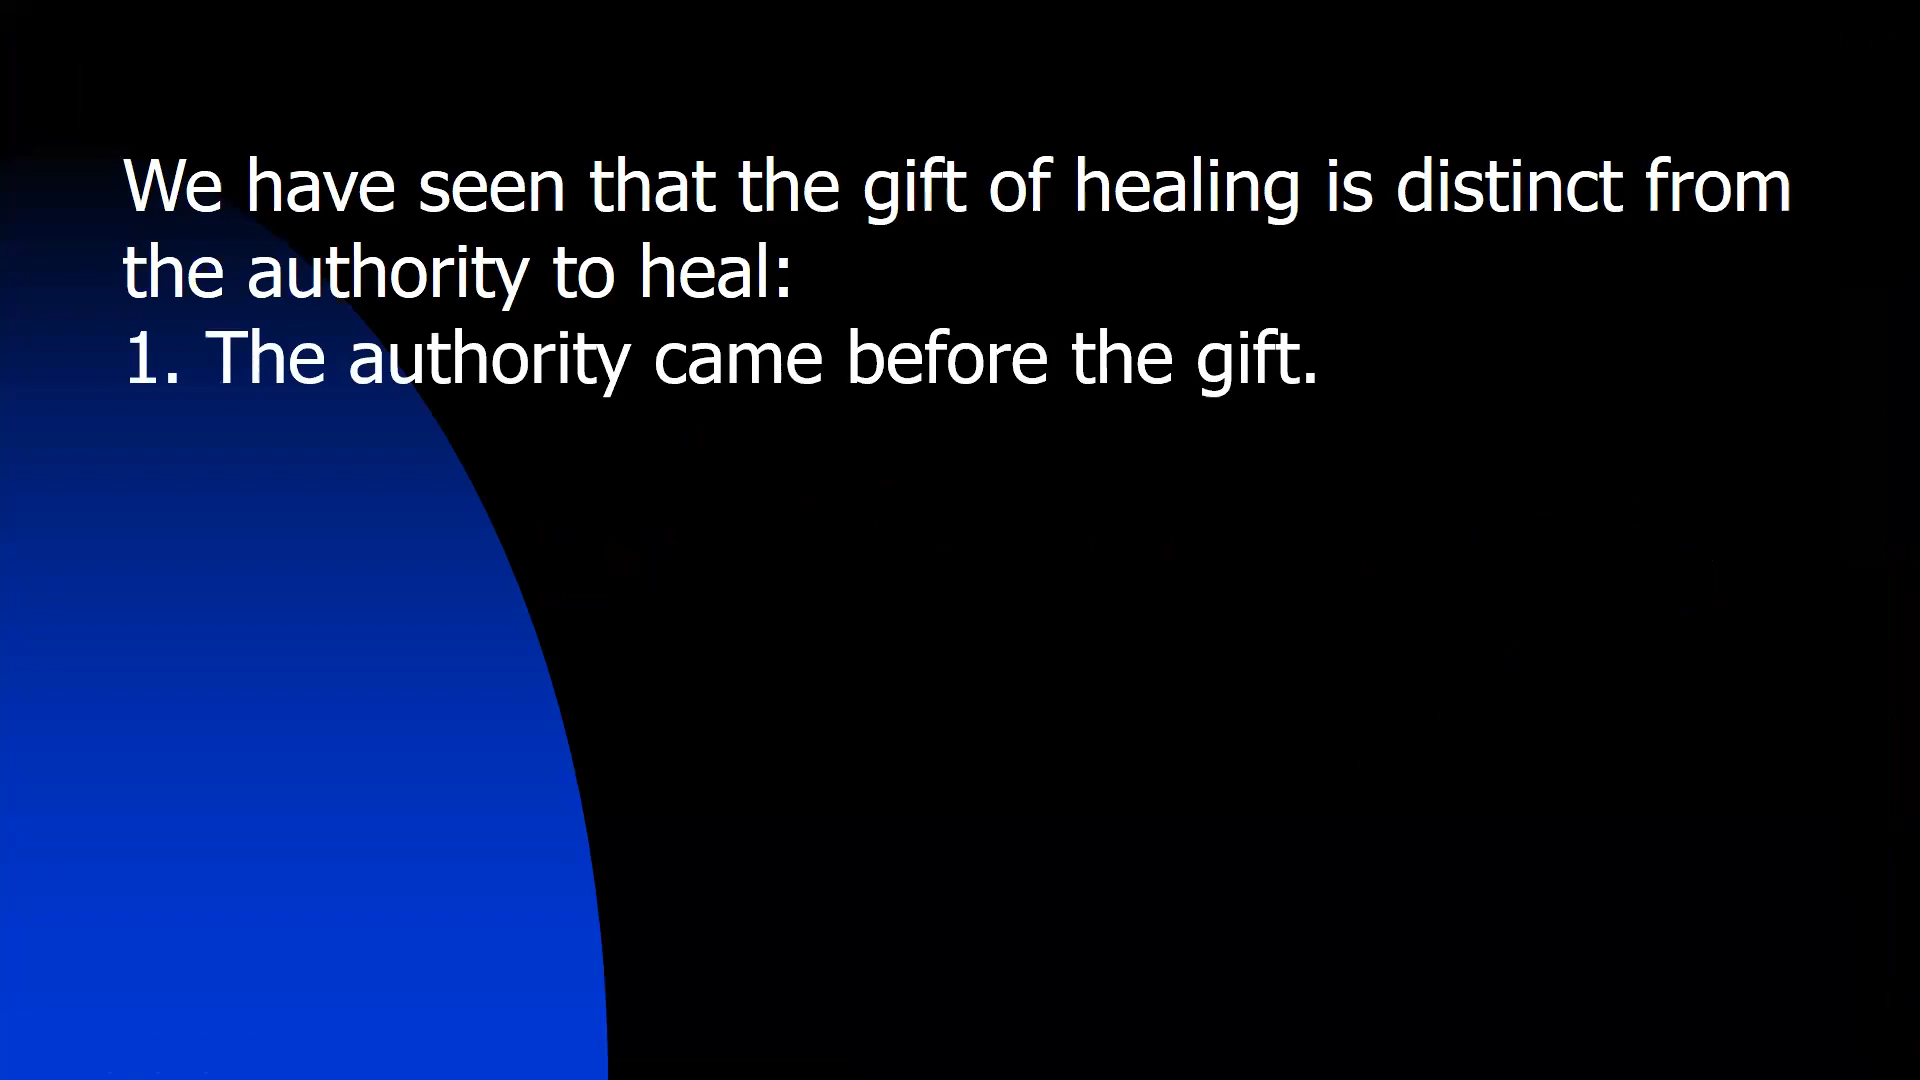 We have seen that the gift of healing is distinct from
the authority to heal:
1. The authority came before the gift.